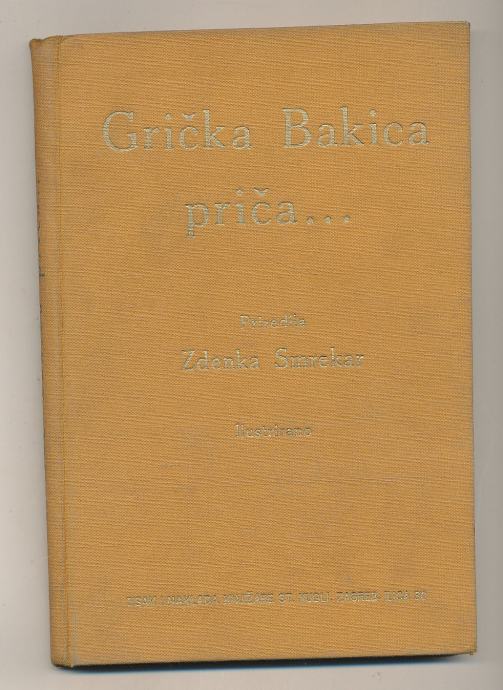 Grička Bakica
priča...
Priredila
Zdenka Smrekar
Ilustrirano
TISAK I NAKLADA KNJIŽARE ST. KUGLI, ZAGREB, ILICA 30